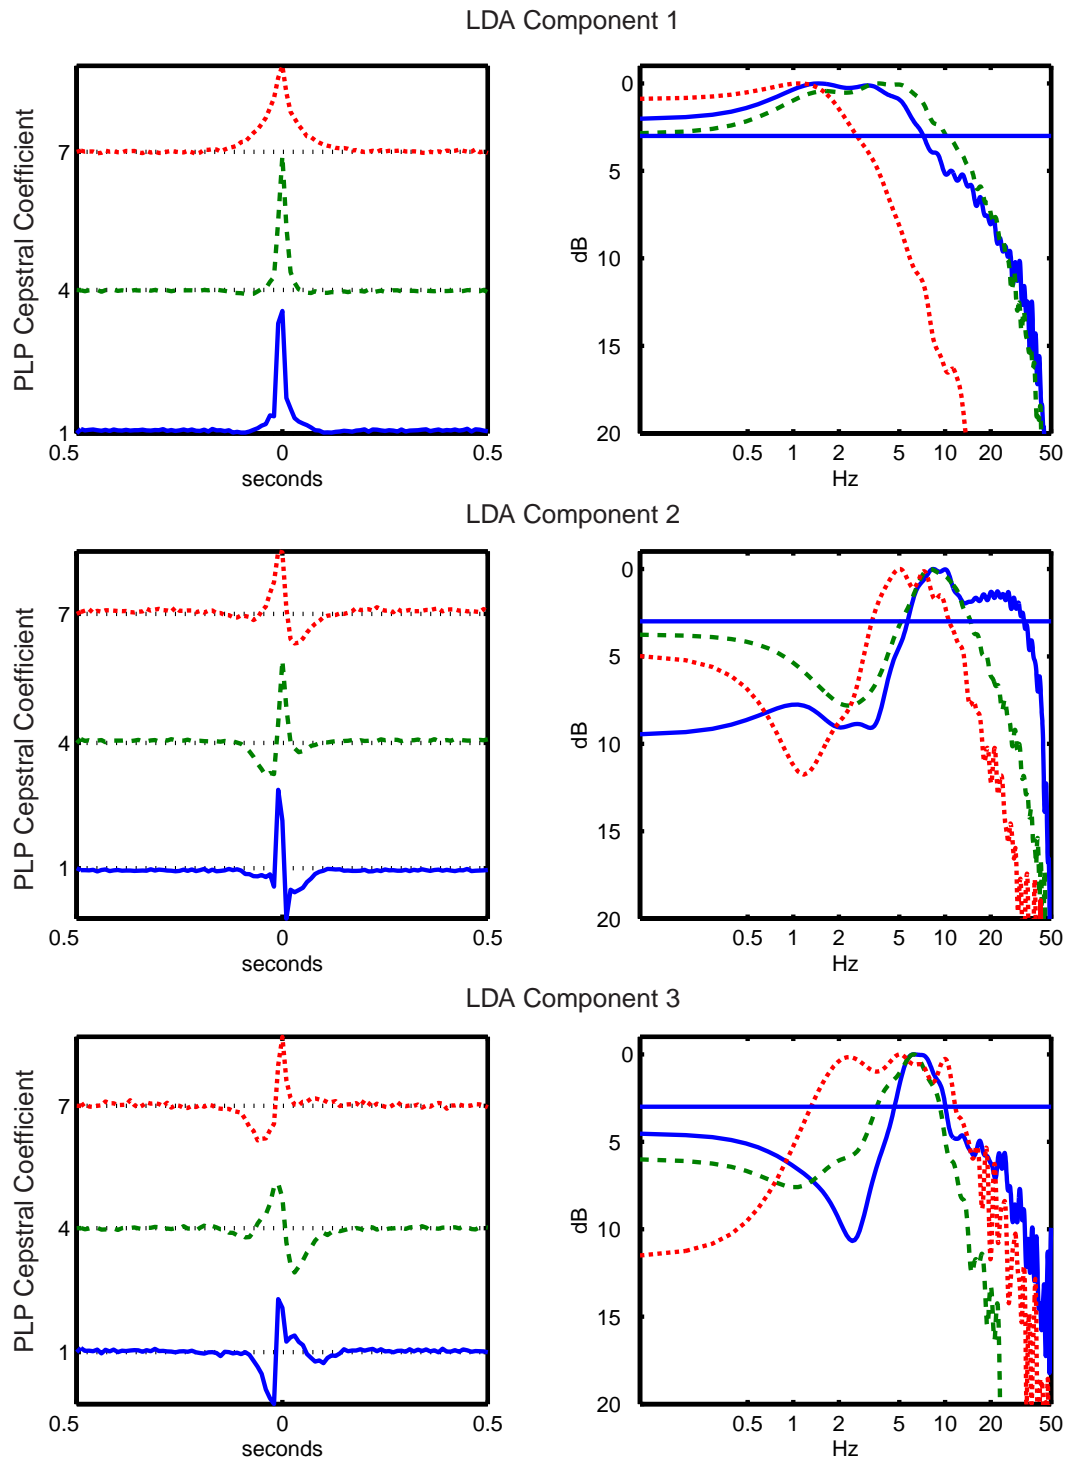 LDA Component 1
PLP Cepstral Coefficient
7
4
1
0.5 0 0.5
seconds
dB
0
5
10
15
20
0.5 1 2 5 10 20 50
Hz
LDA Component 2
PLP Cepstral Coefficient
7
4
1
0.5 0 0.5
seconds
dB
0
5
10
15
20
0.5 1 2 5 10 20 50
Hz
LDA Component 3
PLP Cepstral Coefficient
7
4
1
0.5 0 0.5
seconds
dB
0
5
10
15
20
0.5 1 2 5 10 20 50
Hz